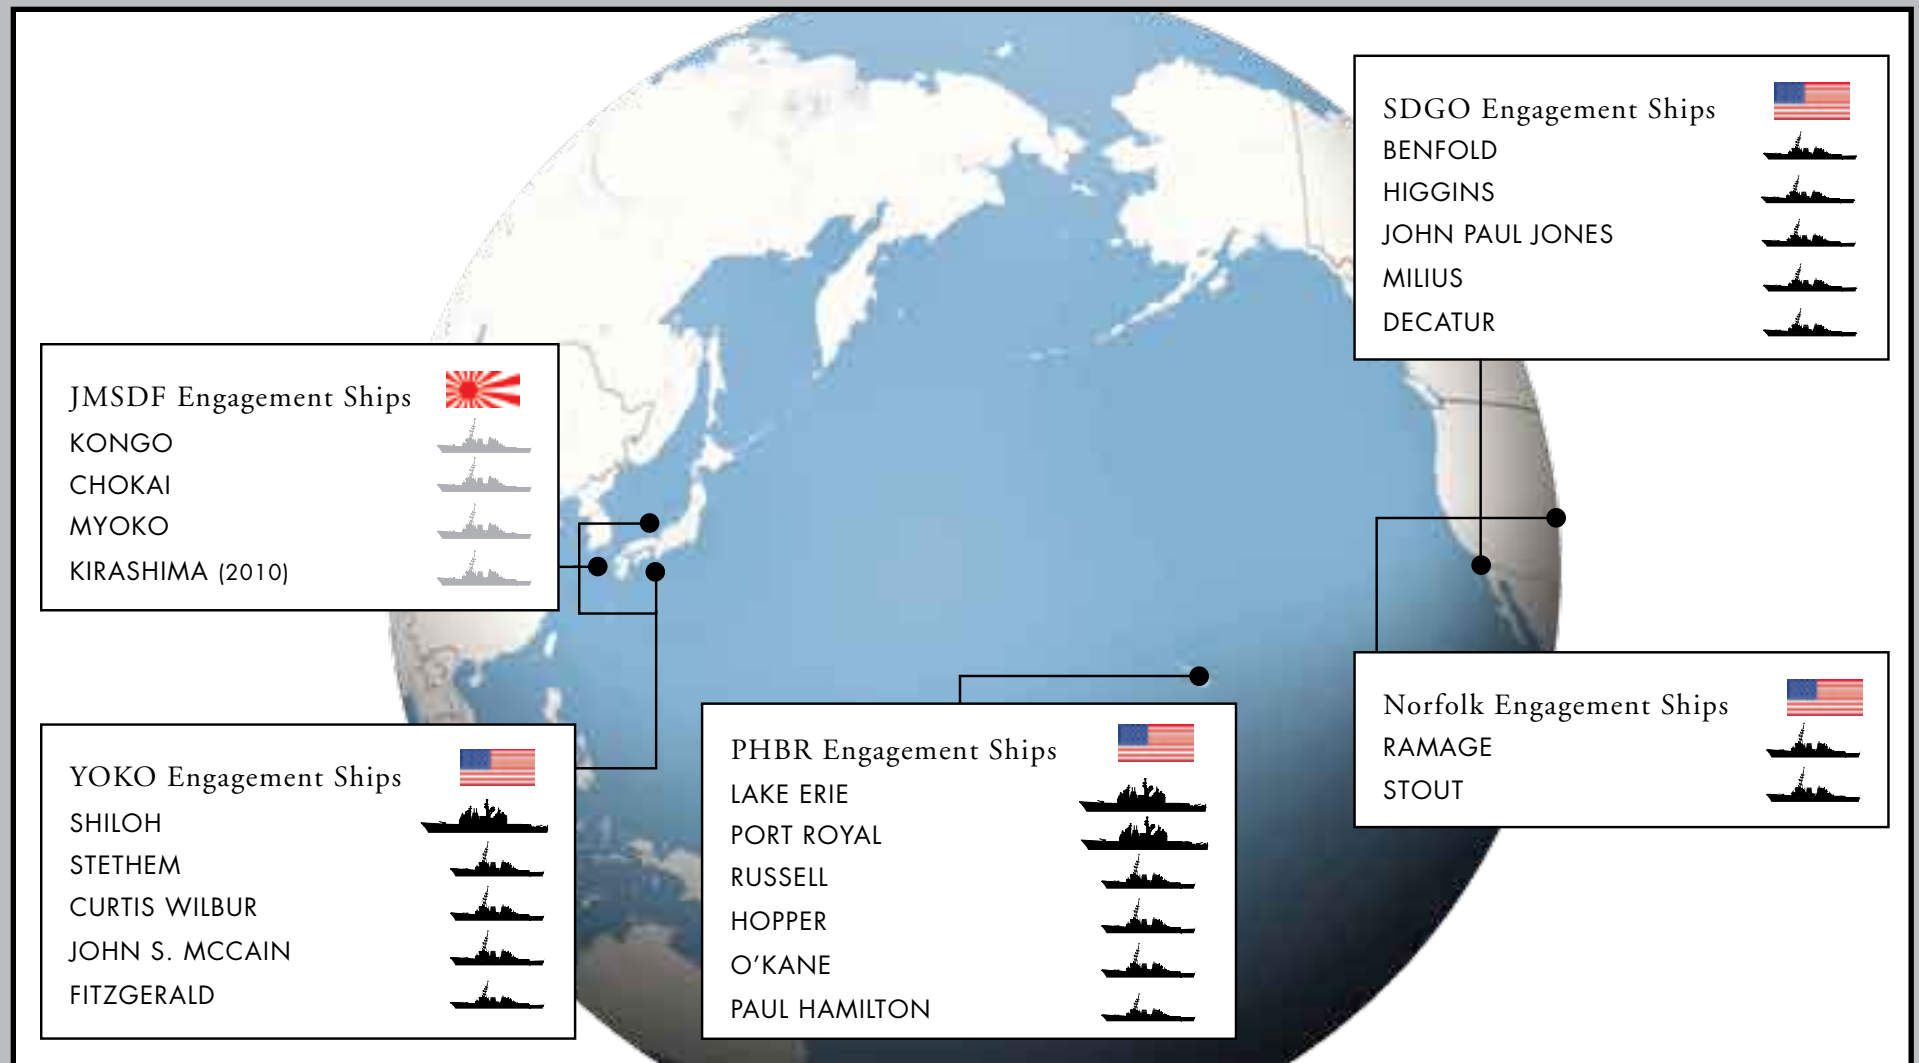 SDGO Engagement Ships
BENFOLD
HIGGINS
JOHN PAUL JONES
MILIUS
DECATUR
JMSDF Engagement Ships
KONGO
CHOKAI
MYOKO
KIRASHIMA (2010)
Norfolk Engagement Ships
RAMAGE
STOUT
YOKO Engagement Ships
SHILOH
STETHEM
CURTIS WILBUR
JOHN S. MCCAIN
FITZGERALD
PHBR Engagement Ships
LAKE ERIE
PORT ROYAL
RUSSELL
HOPPER
O’KANE
PAUL HAMILTON